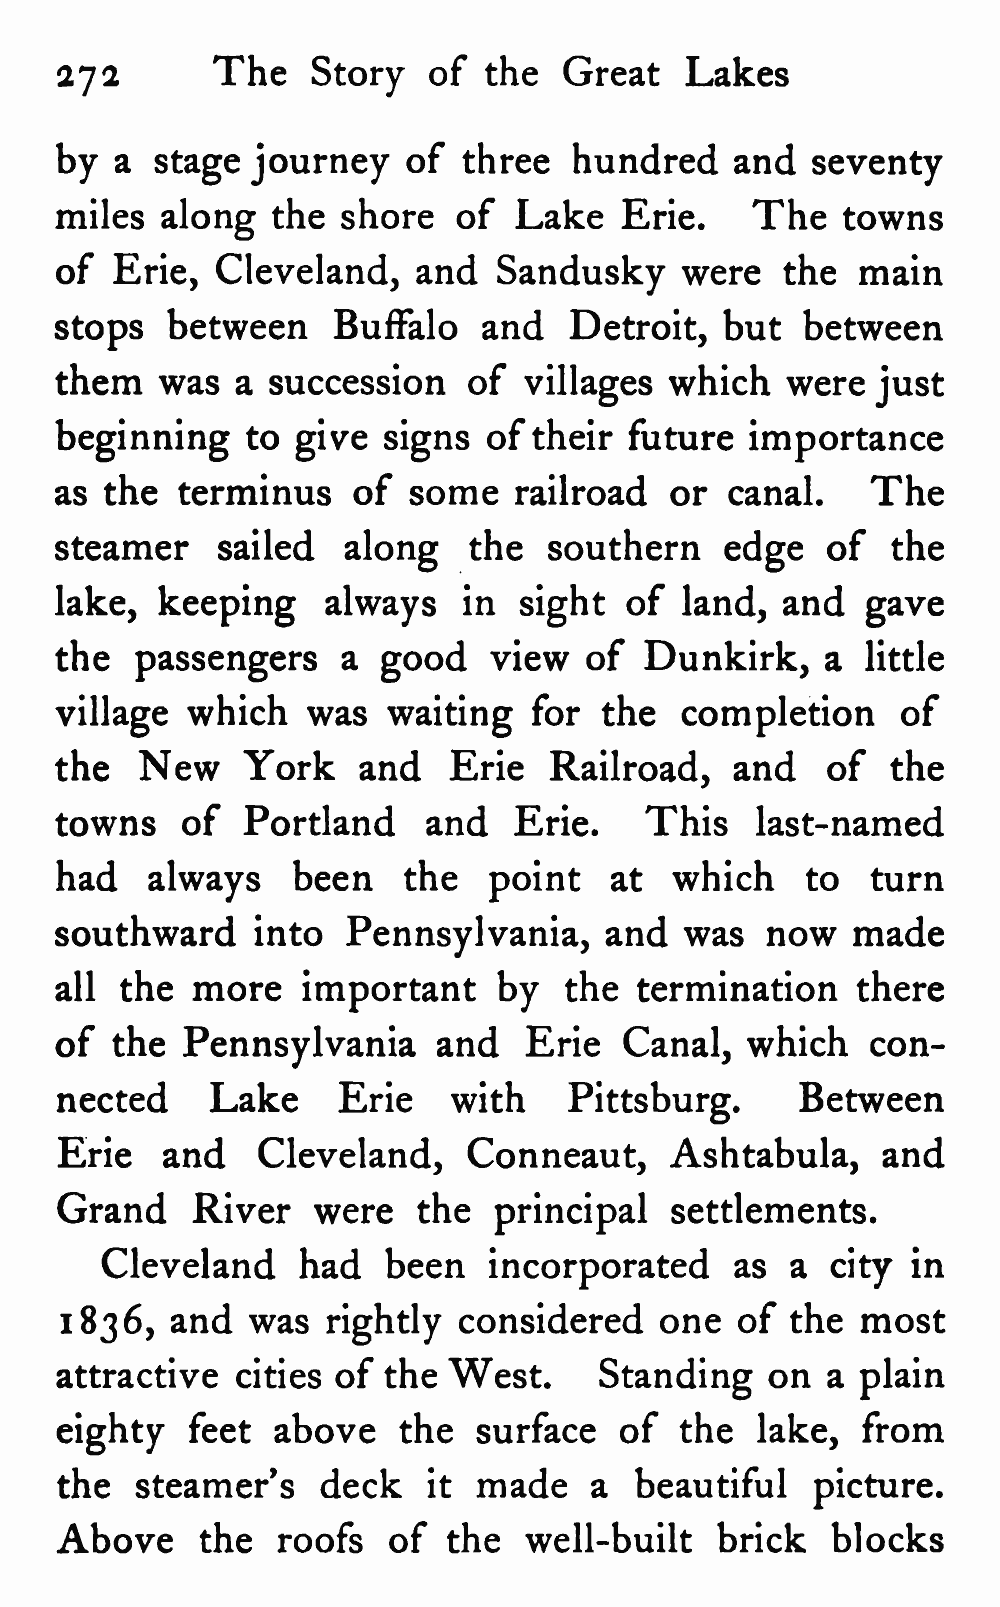 272 The Story of the Great Lakes
by a stage journey of three hundred and seventy
miles along the shore of Lake Erie. The towns
of Erie, Cleveland, and Sandusky were the main
stops between Buffalo and Detroit, but between
them was a succession of villages which were just
beginning to give signs of their future importance
as the terminus of some railroad or canal. The
steamer sailed along the southern edge of the
lake, keeping always in sight of land, and gave
the passengers a good view of Dunkirk, a little
village which was waiting for the completion of
the New York and Erie Railroad, and of the
towns of Portland and Erie. This last-named
had always been the point at which to turn
southward into Pennsylvania, and was now made
all the more important by the termination there
of the Pennsylvania and Erie Canal, which con-
nected Lake Erie with Pittsburg. Between
Erie and Cleveland, Conneaut, Ashtabula, and
Grand River were the principal settlements.
Cleveland had been incorporated as a city in
1836, and was rightly considered one of the most
attractive cities of the West. Standing on a plain
eighty feet above the surface of the lake, from
the steamer's deck it made a beautiful picture.
Above the roofs of the well-built brick blocks